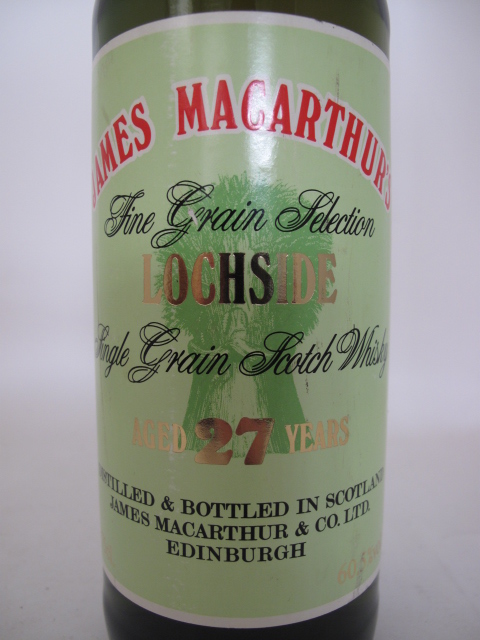 JAMES MACARTHUR'S
Fine Grain Selection
LOCHSIDE
Single Grain Scotch Whisky
AGED 27 YEARS
DISTILLED & BOTTLED IN SCOTLAND
JAMES MACARTHUR & CO. LTD.
EDINBURGH